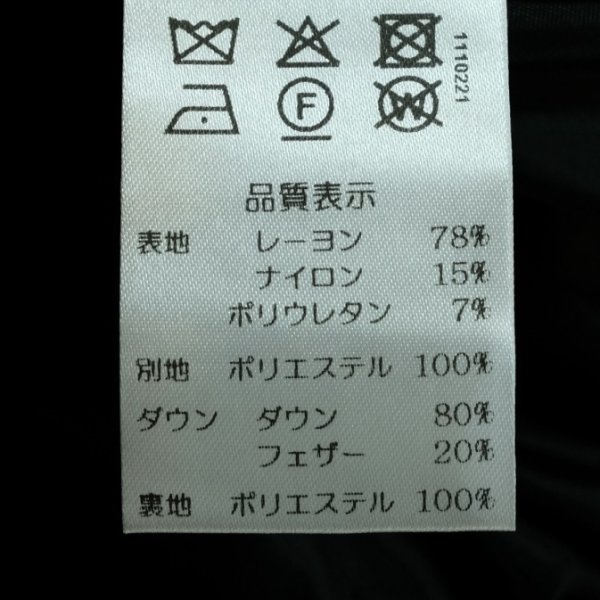 1110221
F
W
品質表示
表地 レーヨン 78%
ナイロン 15%
ポリウレタン 7%
別地 ポリエステル 100%
ダウン ダウン 80%
フェザー 20%
裏地 ポリエステル 100%